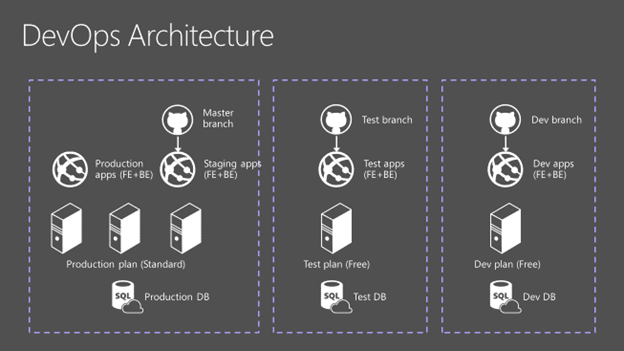 DevOps Architecture
Master
branch
Test branch
Dev branch
Production
apps (FE+BE)
Staging apps
(FE+BE)
Test apps
(FE+BE)
Dev apps
(FE+BE)
Production plan (Standard)
Test plan (Free)
Dev plan (Free)
SQL
Production DB
SQL
Test DB
SQL
Dev DB